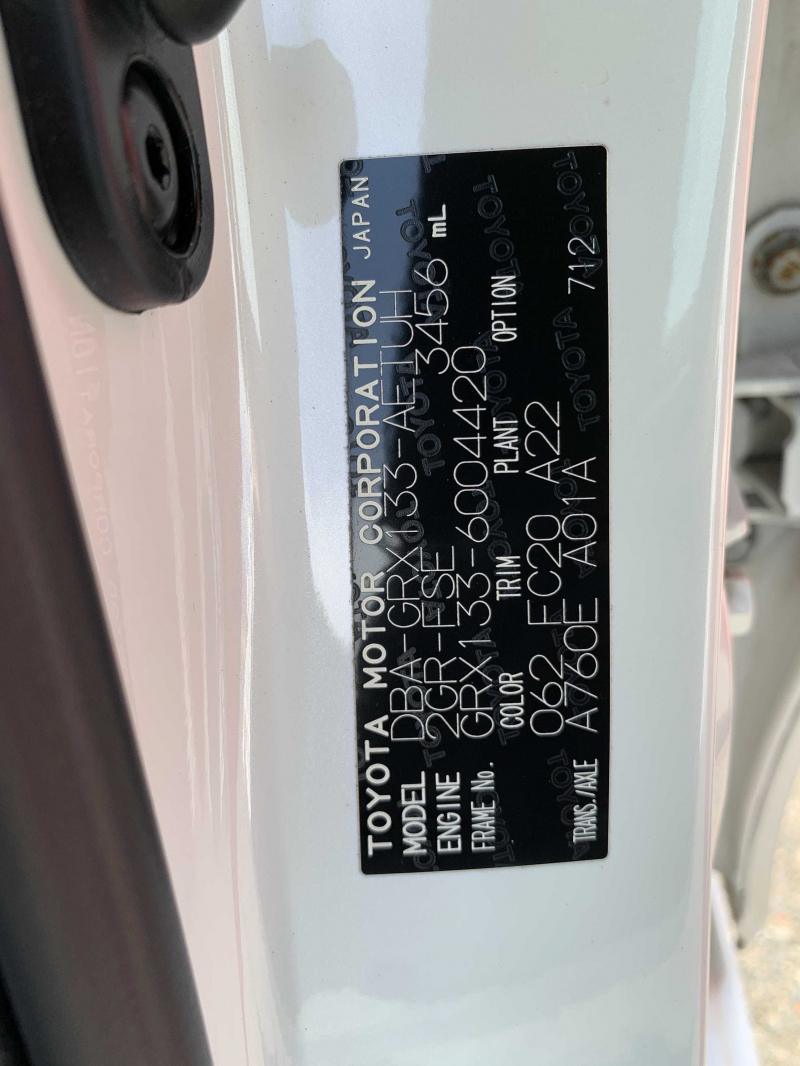 TOYOTA MOTOR CORPORATION JAPAN
MODEL DBA-GRX133-AETUH
ENGINE 2GR-FSE 3456 mL
FRAME No. GRX133-6004420
COLOR TRIM PLANT OPTION
062 FC20 A22
TRANS./AXLE A760E A01A 712